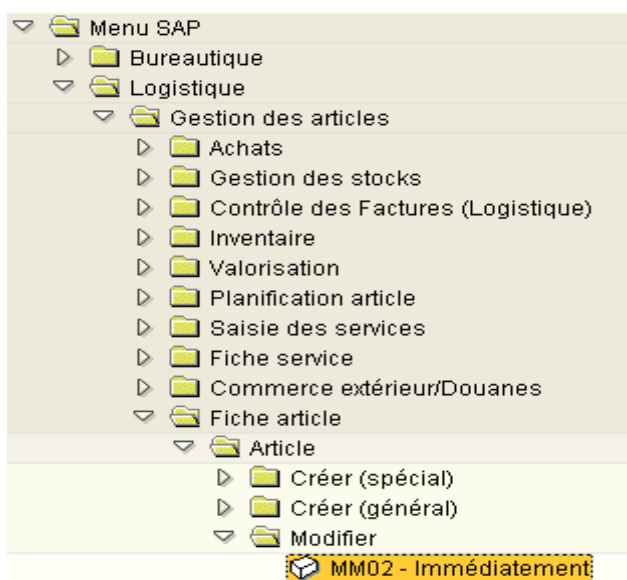 Menu SAP
Bureautique
Logistique
Gestion des articles
Achats
Gestion des stocks
Contrôle des Factures (Logistique)
Inventaire
Valorisation
Planification article
Saisie des services
Fiche service
Commerce extérieur/Douanes
Fiche article
Article
Créer (spécial)
Créer (général)
Modifier
MM02 - Immédiatement